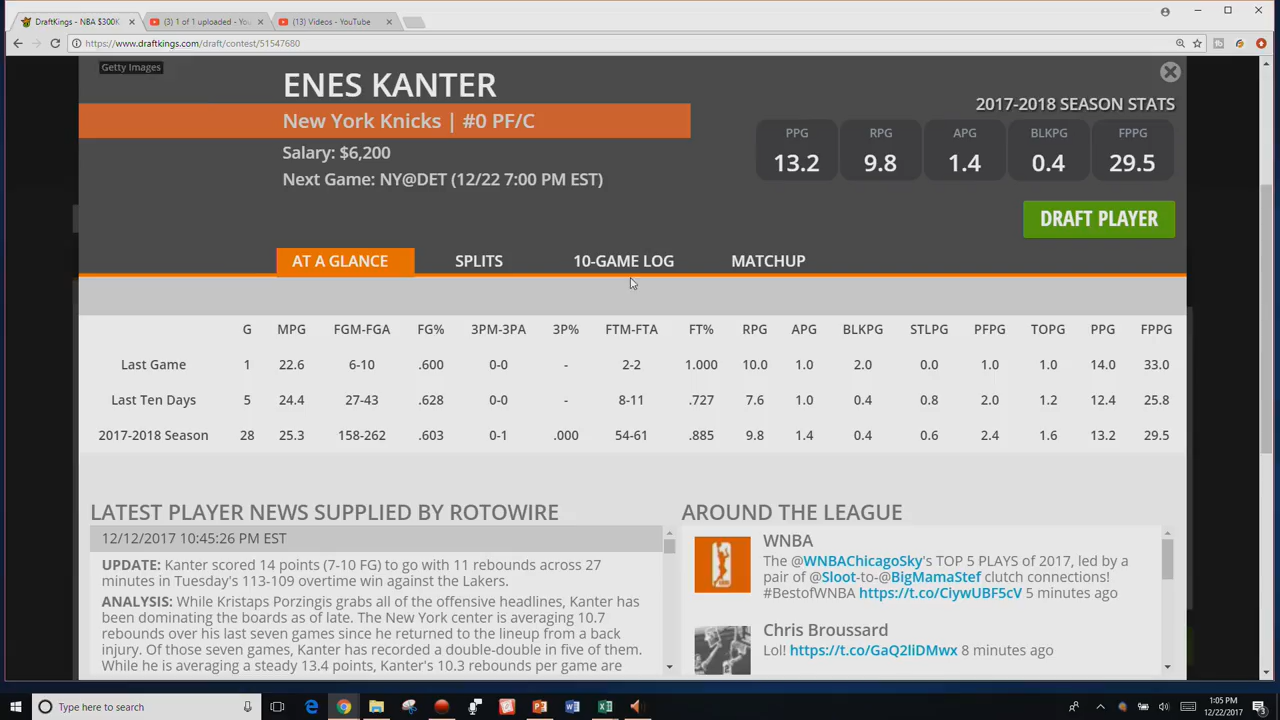 DraftKings - NBA $300K
(3) 1 of 1 uploaded - You
(13) Videos - YouTube
https://www.draftkings.com/draft/contest/51547680
Getty Images
ENES KANTER
New York Knicks | #0 PF/C
Salary: $6,200
Next Game: NY@DET (12/22 7:00 PM EST)
2017-2018 SEASON STATS
PPG RPG APG BLKPG FPPG
13.2 9.8 1.4 0.4 29.5
DRAFT PLAYER
AT A GLANCE SPLITS 10-GAME LOG MATCHUP
G MPG FGM-FGA FG% 3PM-3PA 3P% FTM-FTA FT% RPG APG BLKPG STLPG PFPG TOPG PPG FPPG
Last Game 1 22.6 6-10 .600 0-0 - 2-2 1.000 10.0 1.0 2.0 0.0 1.0 1.0 14.0 33.0
Last Ten Days 5 24.4 27-43 .628 0-0 - 8-11 .727 7.6 1.0 0.4 0.8 2.0 1.2 12.4 25.8
2017-2018 Season 28 25.3 158-262 .603 0-1 .000 54-61 .885 9.8 1.4 0.4 0.6 2.4 1.6 13.2 29.5
LATEST PLAYER NEWS SUPPLIED BY ROTOWIRE
12/12/2017 10:45:26 PM EST
UPDATE: Kanter scored 14 points (7-10 FG) to go with 11 rebounds across 27
minutes in Tuesday's 113-109 overtime win against the Lakers.
ANALYSIS: While Kristaps Porzingis grabs all of the offensive headlines, Kanter has
been dominating the boards as of late. The New York center is averaging 10.7
rebounds over his last seven games since he returned to the lineup from a back
injury. Of those seven games, Kanter has recorded a double-double in five of them.
While he is averaging a steady 13.4 points, Kanter's 10.3 rebounds per game are
AROUND THE LEAGUE
WNBA
The @WNBAChicagoSky's TOP 5 PLAYS of 2017, led by a
pair of @Sloot-to-@BigMamaStef clutch connections!
#BestofWNBA https://t.co/CiywUBF5cV 5 minutes ago
Chris Broussard
Lol! https://t.co/GaQ2liDMwx 8 minutes ago
Type here to search
1:05 PM
12/22/2017